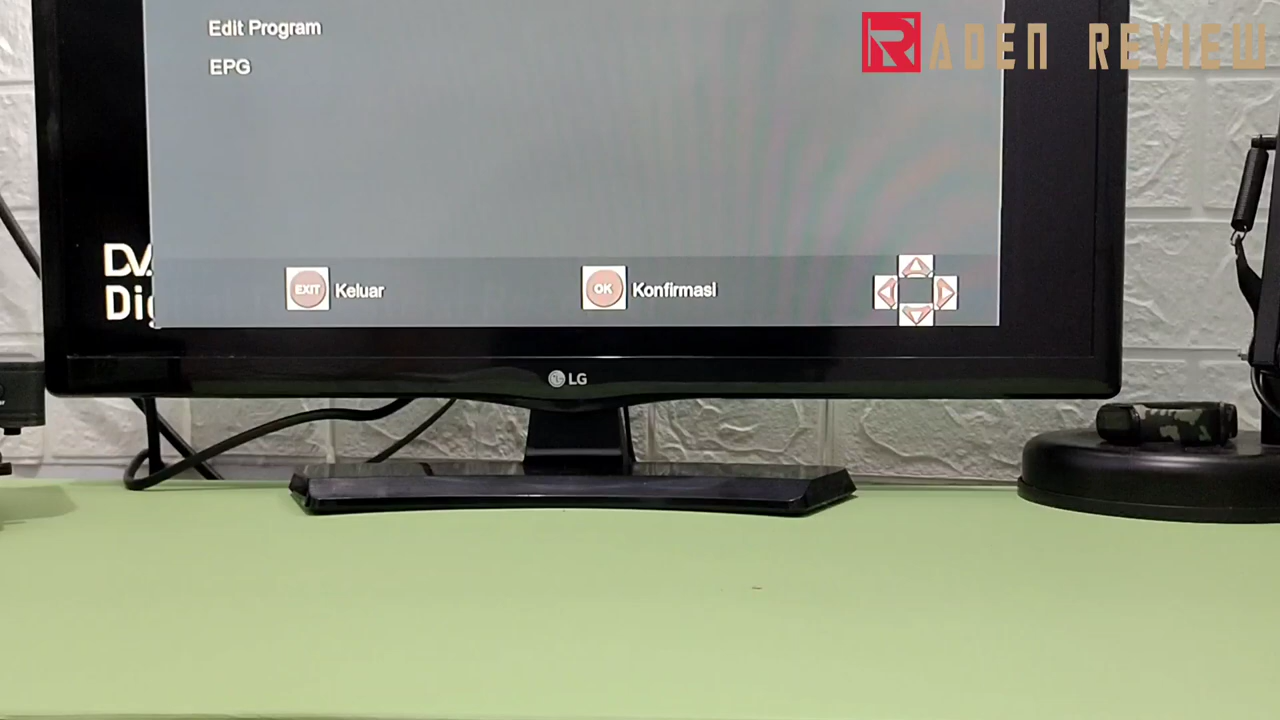 Edit Program
RADEN REVIEW
EPG
EXIT Keluar
OK Konfirmasi
LG